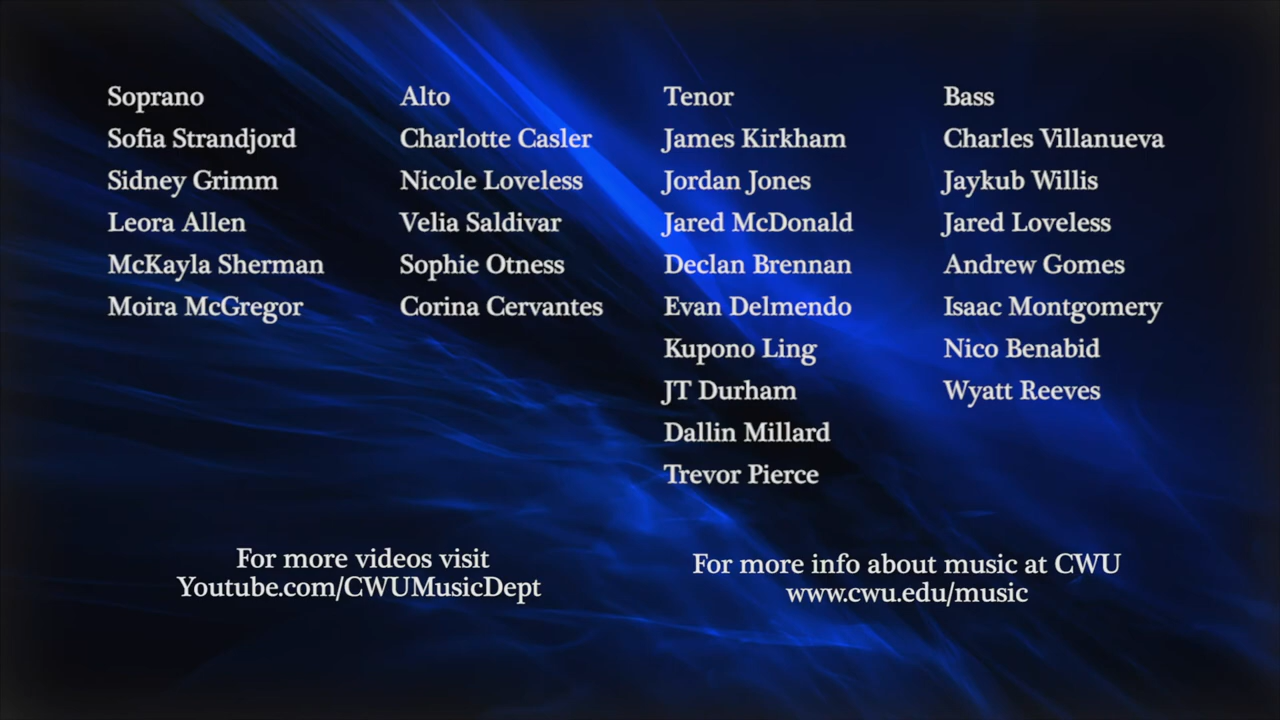 Soprano
Sofia Strandjord
Sidney Grimm
Leora Allen
McKayla Sherman
Moira McGregor
Alto
Charlotte Casler
Nicole Loveless
Velia Saldivar
Sophie Otness
Corina Cervantes
Tenor
James Kirkham
Jordan Jones
Jared McDonald
Declan Brennan
Evan Delmendo
Kupono Ling
JT Durham
Dallin Millard
Trevor Pierce
Bass
Charles Villanueva
Jaykub Willis
Jared Loveless
Andrew Gomes
Isaac Montgomery
Nico Benabid
Wyatt Reeves
For more videos visit
Youtube.com/CWUMusicDept
For more info about music at CWU
www.cwu.edu/music